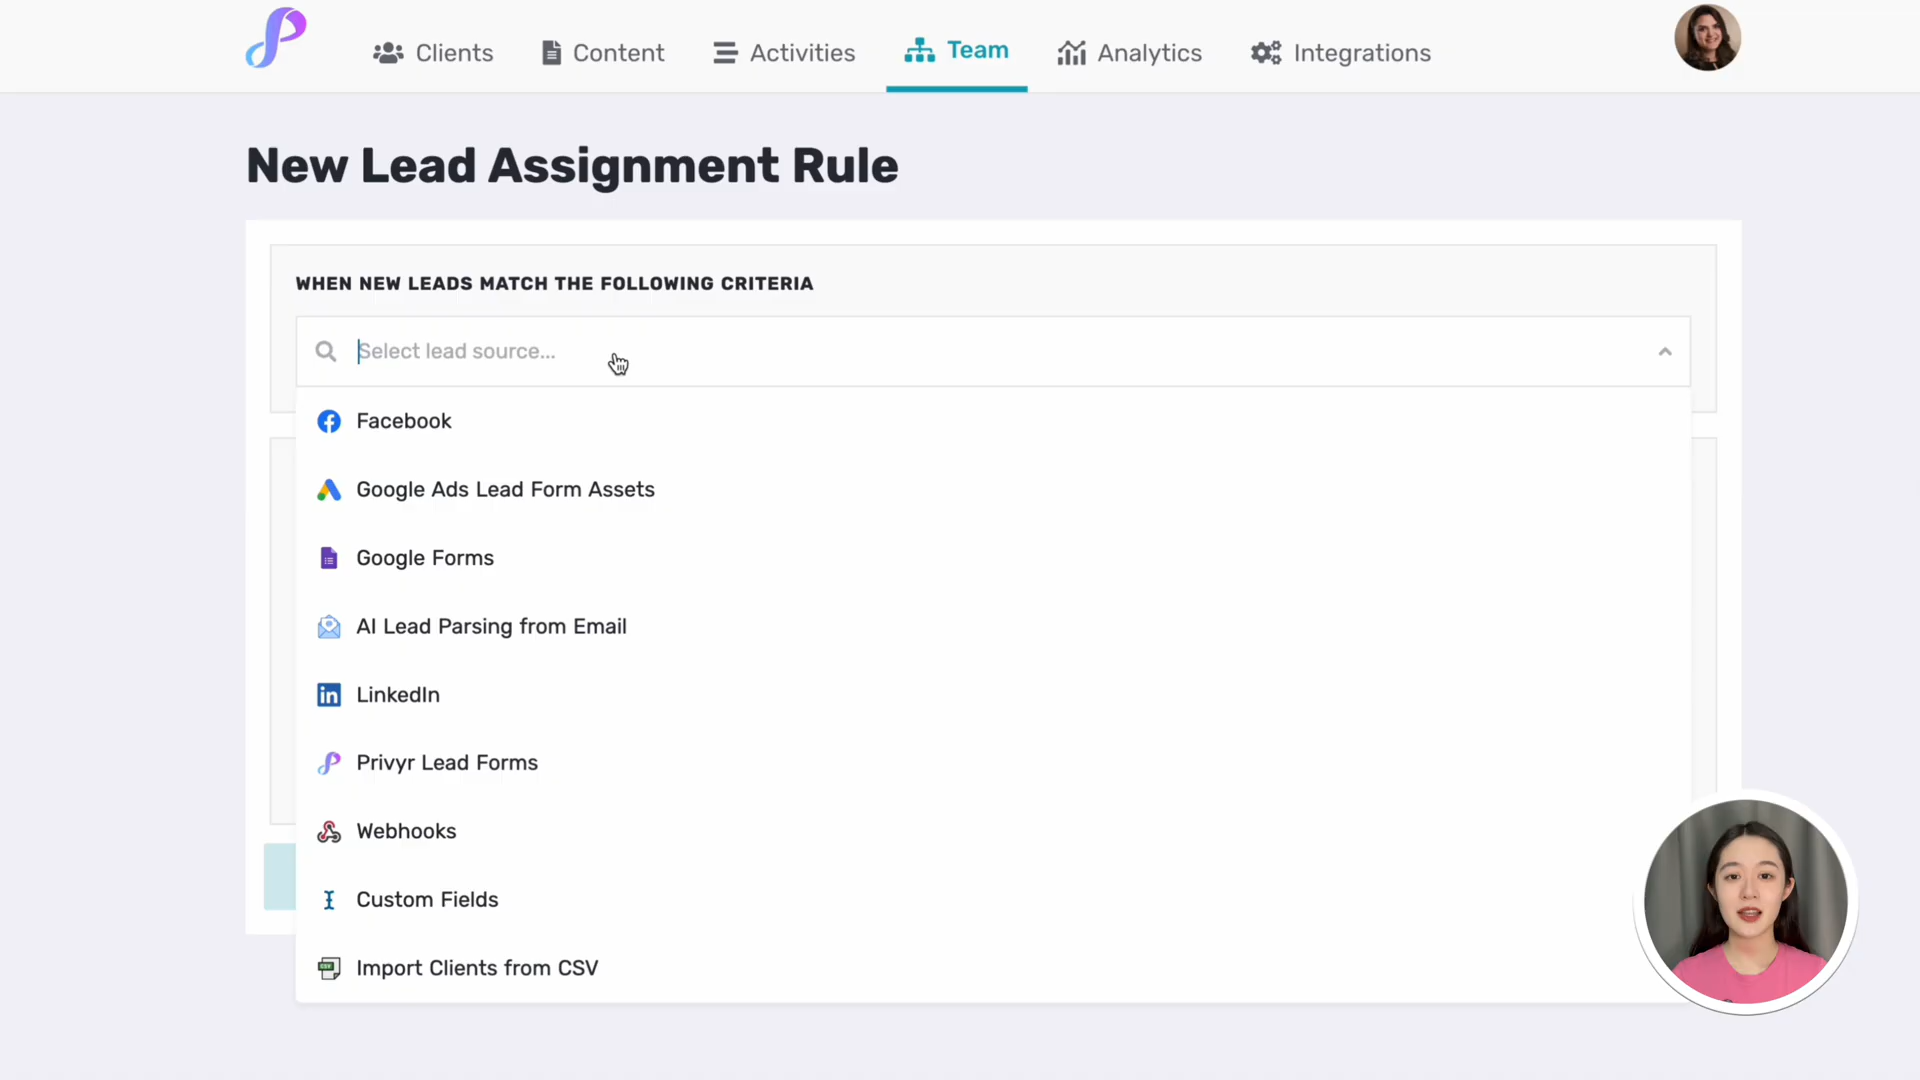 Clients
Content
Activities
Team
Analytics
Integrations
New Lead Assignment Rule
WHEN NEW LEADS MATCH THE FOLLOWING CRITERIA
Select lead source...
Facebook
Google Ads Lead Form Assets
Google Forms
AI Lead Parsing from Email
LinkedIn
Privyr Lead Forms
Webhooks
Custom Fields
Import Clients from CSV